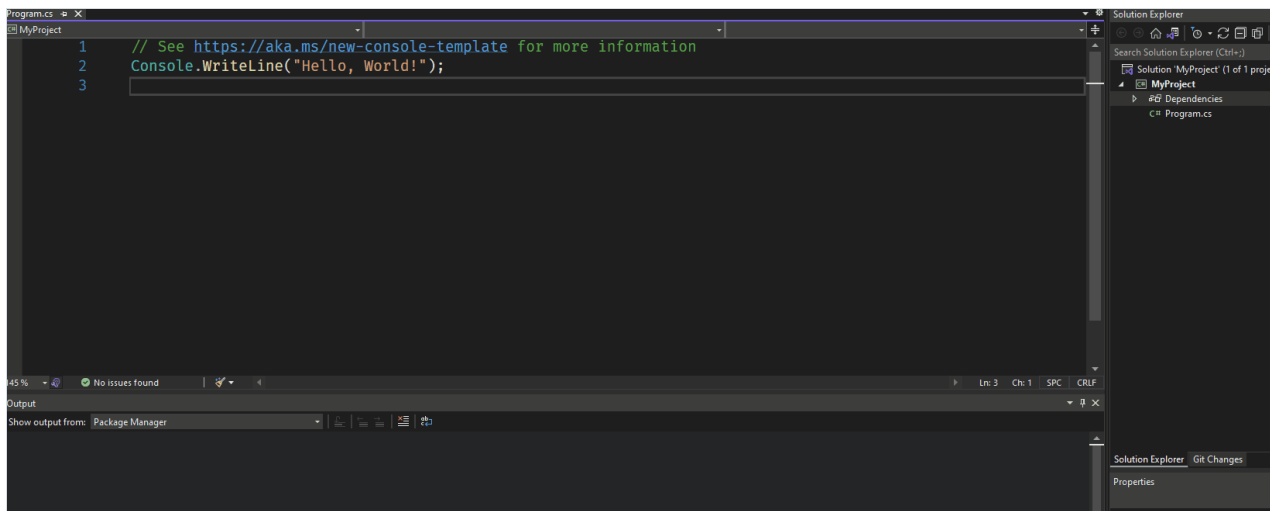 Program.cs
MyProject
1 // See https://aka.ms/new-console-template for more information
2 Console.WriteLine("Hello, World!");
3
145 %
No issues found
Ln: 3 Ch: 1 SPC CRLF
Output
Show output from: Package Manager
Solution Explorer
Search Solution Explorer (Ctrl+;)
Solution 'MyProject' (1 of 1 proje
C# MyProject
Dependencies
C# Program.cs
Solution Explorer Git Changes
Properties